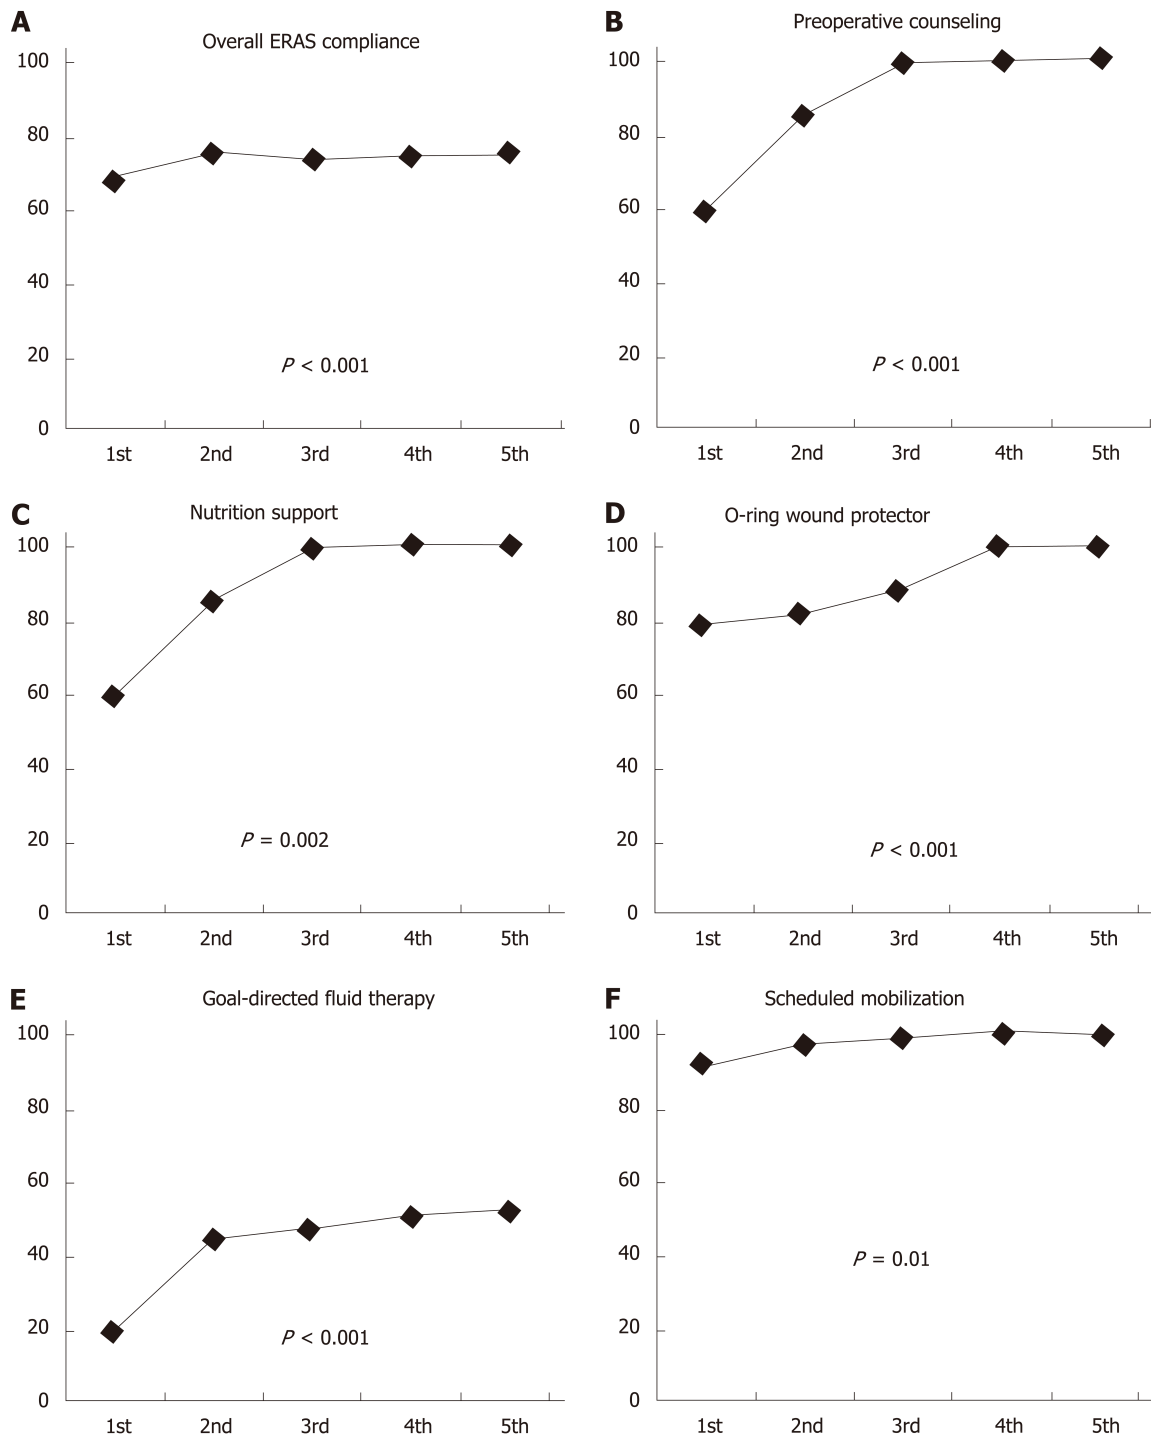 A
Overall ERAS compliance
100
80
60
40
20
0
P < 0.001
1st 2nd 3rd 4th 5th
B
Preoperative counseling
100
80
60
40
20
0
P < 0.001
1st 2nd 3rd 4th 5th
C
Nutrition support
100
80
60
40
20
0
P = 0.002
1st 2nd 3rd 4th 5th
D
O-ring wound protector
100
80
60
40
20
0
P < 0.001
1st 2nd 3rd 4th 5th
E
Goal-directed fluid therapy
100
80
60
40
20
0
P < 0.001
1st 2nd 3rd 4th 5th
F
Scheduled mobilization
100
80
60
40
20
0
P = 0.01
1st 2nd 3rd 4th 5th